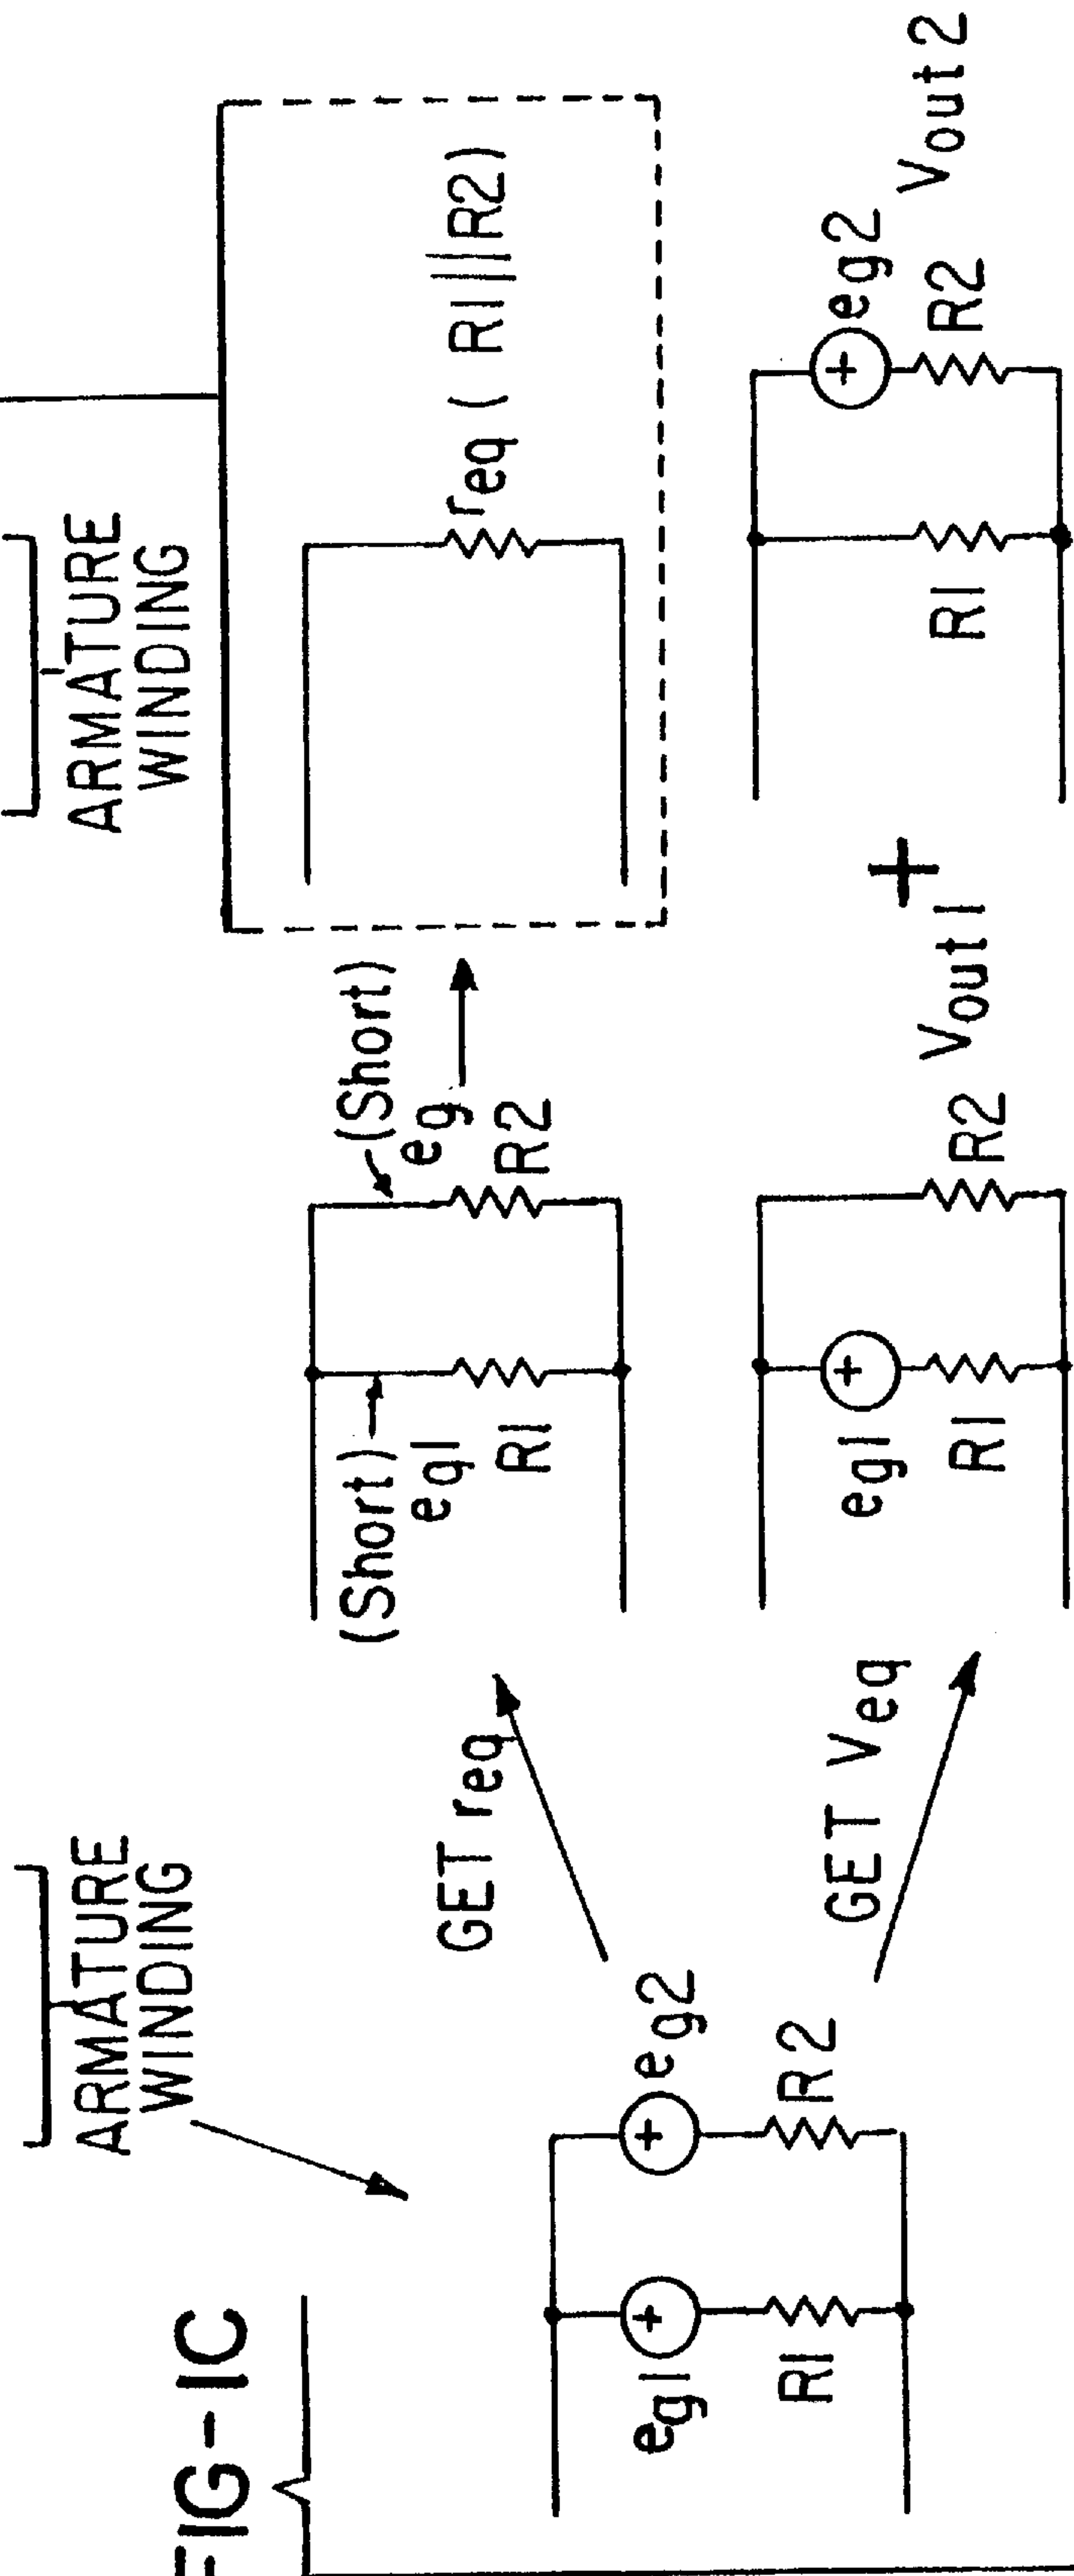 FIG-1C
ARMATURE
WINDING
ARMATURE
WINDING
eg1
R1
eg2
R2
GET req
GET Veq
(Short)
eg1
R1
(Short)
eg
R2
req ( R1||R2)
eg1
R1
R2
Vout1
+
R1
eg2
R2
Vout2